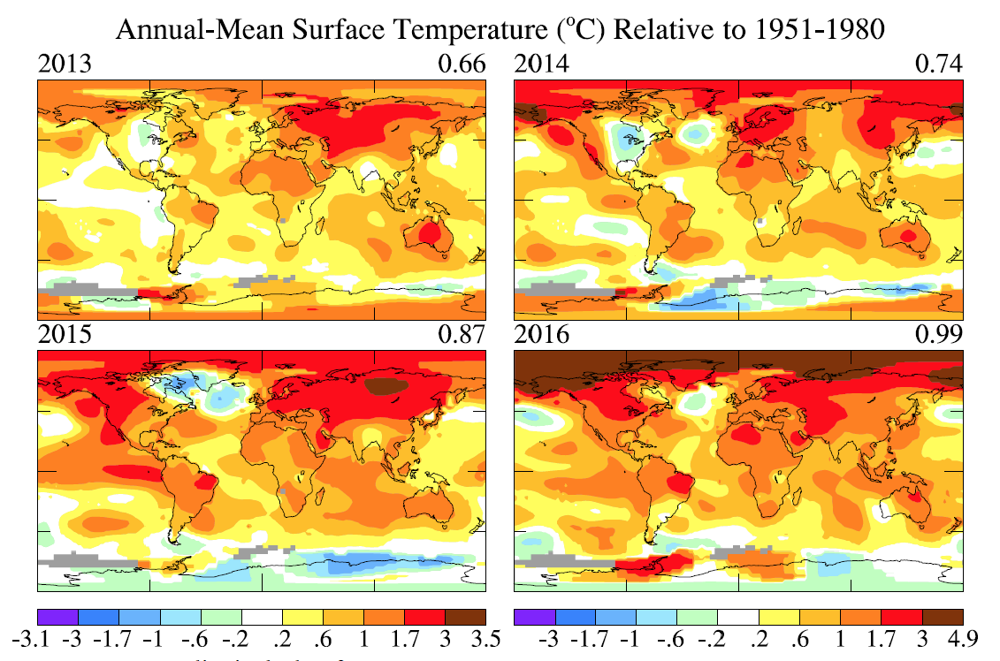 Annual-Mean Surface Temperature (°C) Relative to 1951-1980
2013 0.66
2014 0.74
2015 0.87
2016 0.99
-3.1 -3 -1.7 -1 -.6 -.2 .2 .6 1 1.7 3 3.5
-3 -1.7 -1 -.6 -.2 .2 .6 1 1.7 3 4.9